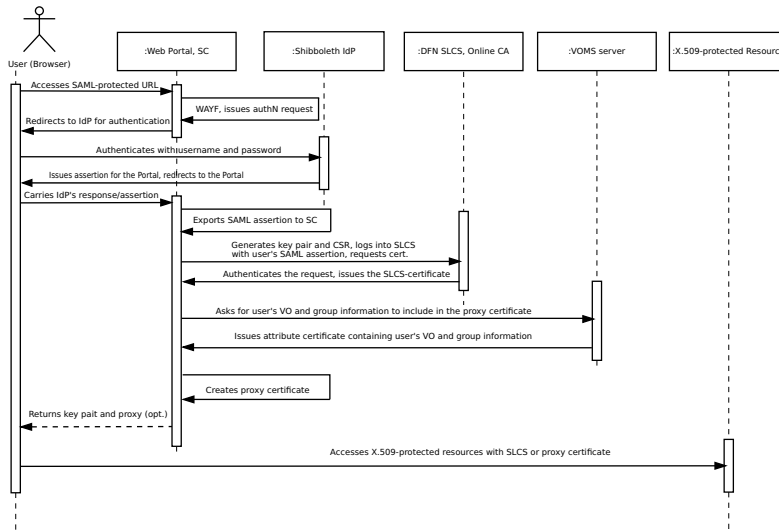 :Web Portal, SC
:Shibboleth IdP
:DFN SLCS, Online CA
:VOMS server
:X.509-protected Resourc
User (Browser)
Accesses SAML-protected URL
WAYF, issues authN request
Redirects to IdP for authentication
Authenticates with username and password
Issues assertion for the Portal, redirects to the Portal
Carries IdP's response/assertion
Exports SAML assertion to SC
Generates key pair and CSR, logs into SLCS
with user's SAML assertion, requests cert.
Authenticates the request, issues the SLCS-certificate
Asks for user's VO and group information to include in the proxy certificate
Issues attribute certificate containing user's VO and group information
Creates proxy certificate
Returns key pait and proxy (opt.)
Accesses X.509-protected resources with SLCS or proxy certificate